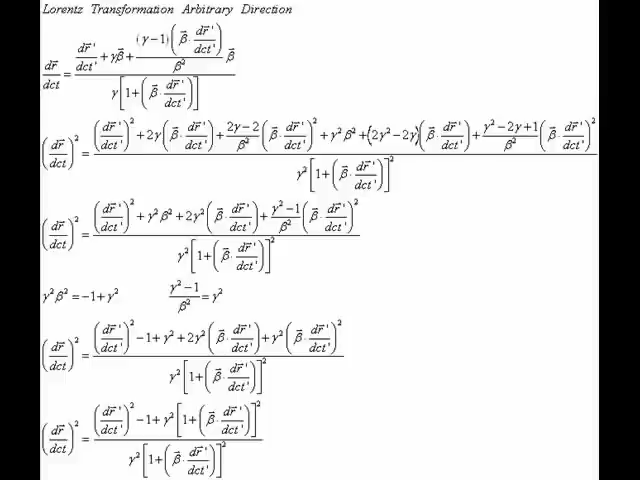 Lorentz Transformation Arbitrary Direction
dr⃗/dct = (dr⃗'/dct' + γβ⃗ + ((γ−1)(β⃗·dr⃗'/dct')/β²) β⃗) / (γ[1+(β⃗·dr⃗'/dct')])
(dr⃗/dct)² = ((dr⃗'/dct')² + 2γ(β⃗·dr⃗'/dct') + (2γ−2)/β² (β⃗·dr⃗'/dct')² + γ²β² + (2γ²−2γ)(β⃗·dr⃗'/dct') + (γ²−2γ+1)/β² (β⃗·dr⃗'/dct')²) / (γ²[1+(β⃗·dr⃗'/dct')]²)
(dr⃗/dct)² = ((dr⃗'/dct')² + γ²β² + 2γ²(β⃗·dr⃗'/dct') + (γ²−1)/β² (β⃗·dr⃗'/dct')²) / (γ²[1+(β⃗·dr⃗'/dct')]²)
γ²β² = −1+γ² (γ²−1)/β² = γ²
(dr⃗/dct)² = ((dr⃗'/dct')² −1+γ² + 2γ²(β⃗·dr⃗'/dct') + γ²(β⃗·dr⃗'/dct')²) / (γ²[1+(β⃗·dr⃗'/dct')]²)
(dr⃗/dct)² = ((dr⃗'/dct')² −1+γ²[1+(β⃗·dr⃗'/dct')]²) / (γ²[1+(β⃗·dr⃗'/dct')]²)